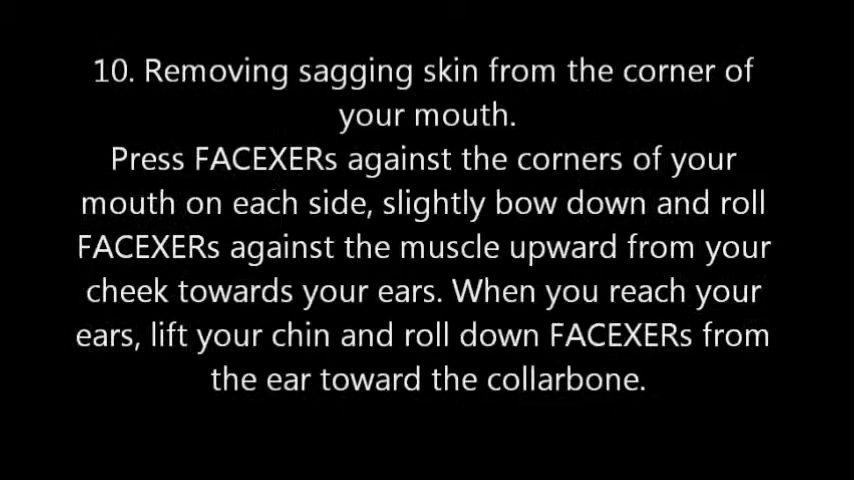 10. Removing sagging skin from the corner of
your mouth.
Press FACEXERs against the corners of your
mouth on each side, slightly bow down and roll
FACEXERs against the muscle upward from your
cheek towards your ears. When you reach your
ears, lift your chin and roll down FACEXERs from
the ear toward the collarbone.